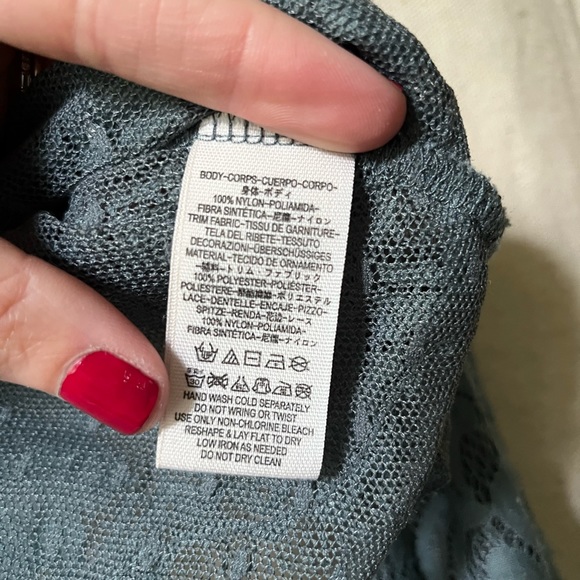 BODY-CORPS-CUERPO-CORPO-
身体-ボディ
100% NYLON-POLIAMIDA-
FIBRA SINTÉTICA-尼龍-ナイロン
TRIM FABRIC-TISSU DE GARNITURE-
TELA DEL RIBETE-TESSUTO
DECORAZIONI-ÜBERSCHÜSSIGES
MATERIAL-TECIDO DE ORNAMENTO
トリム・ファブリック
100% POLYESTER-POLIÉSTER-
POLIESTERE-聚酯纖維-ポリエステル
LACE-DENTELLE-ENCAJE-PIZZO-
SPITZE-RENDA-花边-レース
100% NYLON-POLIAMIDA-
FIBRA SINTÉTICA-尼龍-ナイロン
HAND WASH COLD SEPARATELY
DO NOT WRING OR TWIST
USE ONLY NON-CHLORINE BLEACH
RESHAPE & LAY FLAT TO DRY
LOW IRON AS NEEDED
DO NOT DRY CLEAN